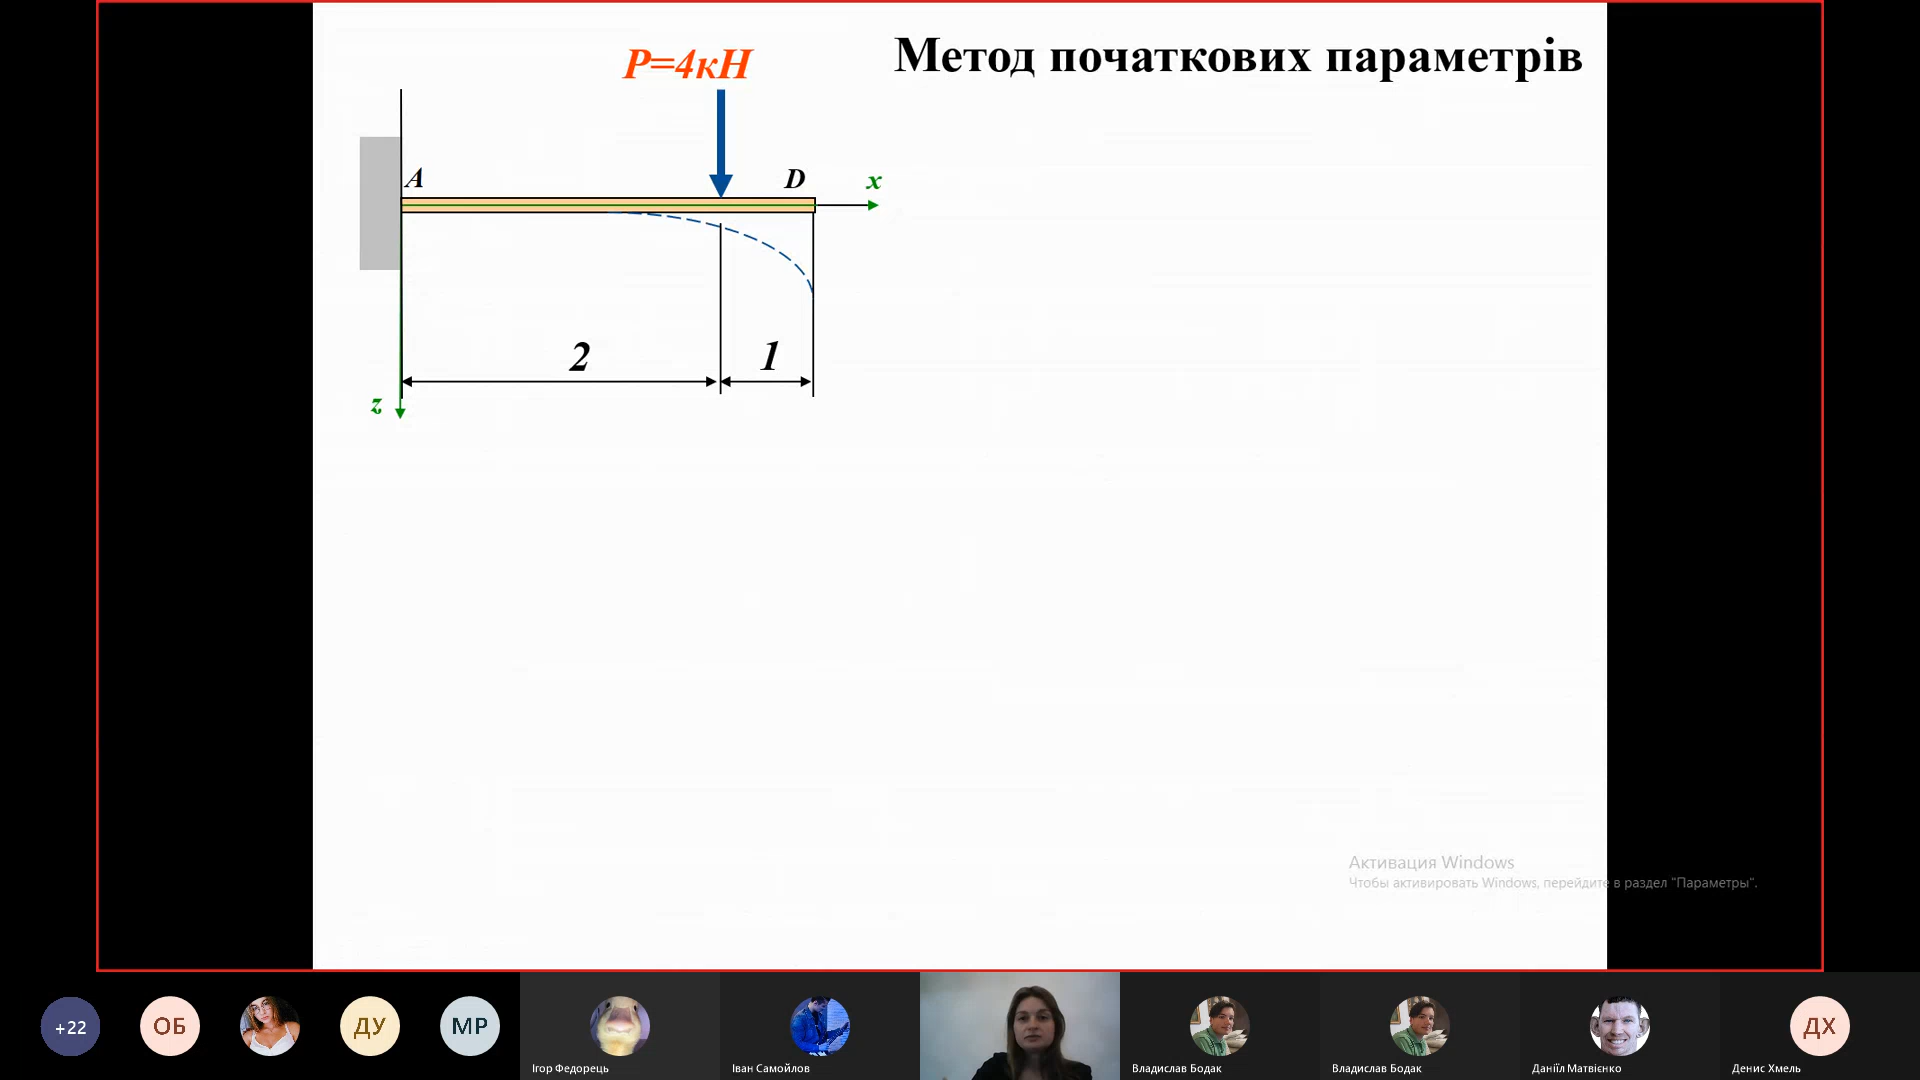 P=4кН
Метод початкових параметрів
A
D
x
2
1
z
Активация Windows
Чтобы активировать Windows, перейдите в раздел "Параметры".
+22
ОБ
ДУ
МР
ДХ
Ігор Федорець
Іван Самойлов
Владислав Бодак
Владислав Бодак
Данііл Матвієнко
Денис Хмель